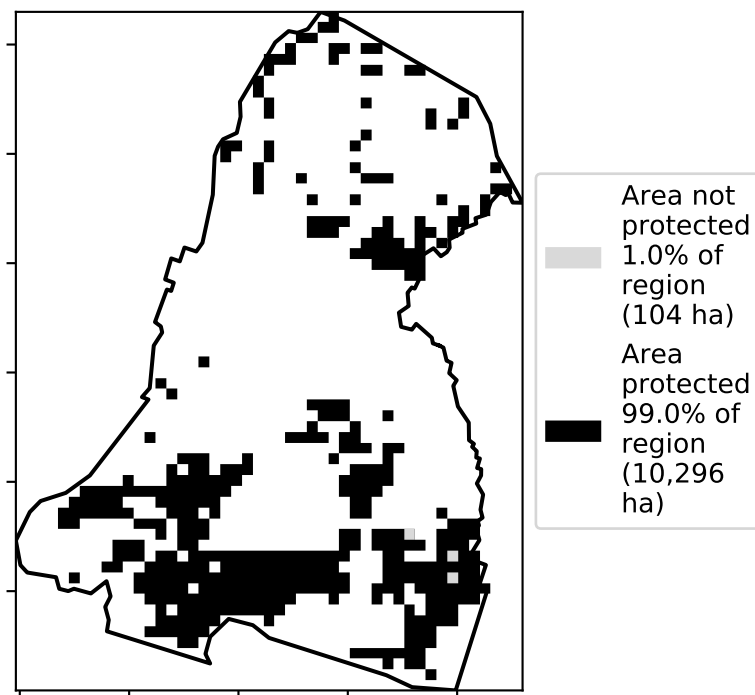 Area not
protected
1.0% of
region
(104 ha)
Area
protected
99.0% of
region
(10,296
ha)